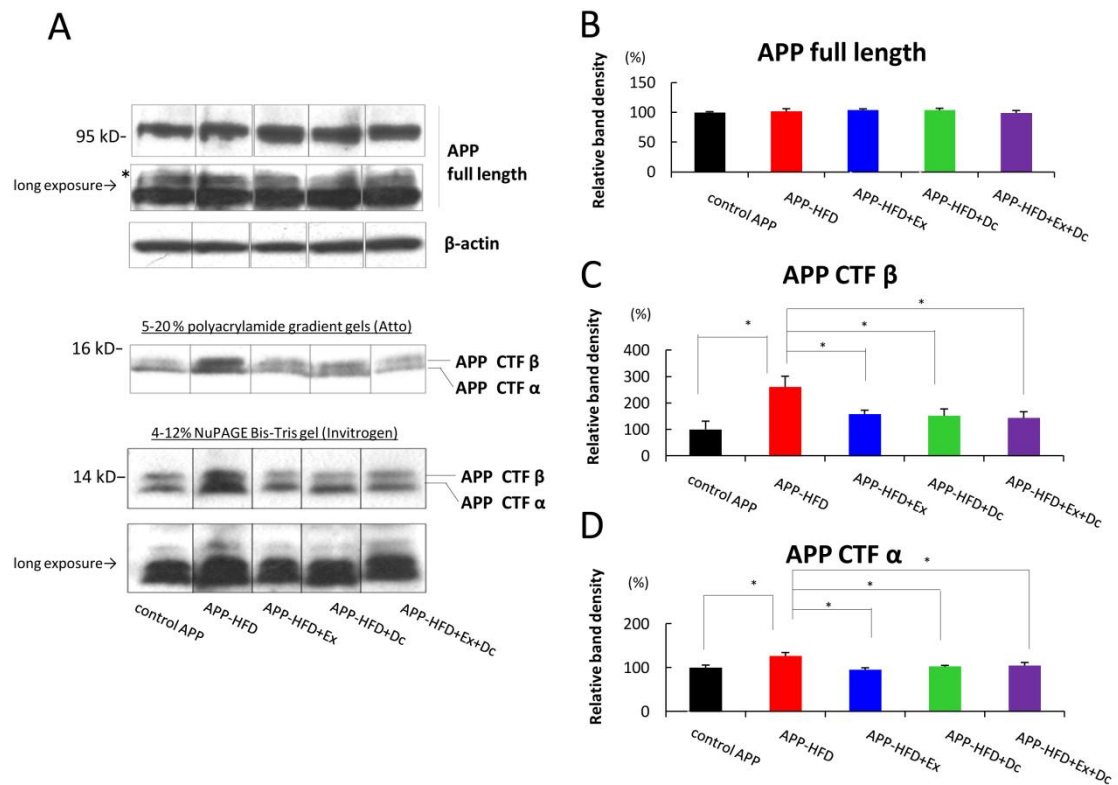 A
95 kD-
*
long exposure→
APP
full length
β-actin
5-20 % polyacrylamide gradient gels (Atto)
16 kD-
APP CTF β
APP CTF α
4-12% NuPAGE Bis-Tris gel (Invitrogen)
14 kD-
APP CTF β
APP CTF α
long exposure→
control APP
APP-HFD
APP-HFD+Ex
APP-HFD+Dc
APP-HFD+Ex+Dc
B
APP full length
(%)
Relative band density
150
100
50
0
control APP
APP-HFD
APP-HFD+Ex
APP-HFD+Dc
APP-HFD+Ex+Dc
C
APP CTF β
(%)
Relative band density
400
300
200
100
0
*
*
*
*
control APP
APP-HFD
APP-HFD+Ex
APP-HFD+Dc
APP-HFD+Ex+Dc
D
APP CTF α
(%)
Relative band density
200
100
0
*
*
*
*
control APP
APP-HFD
APP-HFD+Ex
APP-HFD+Dc
APP-HFD+Ex+Dc